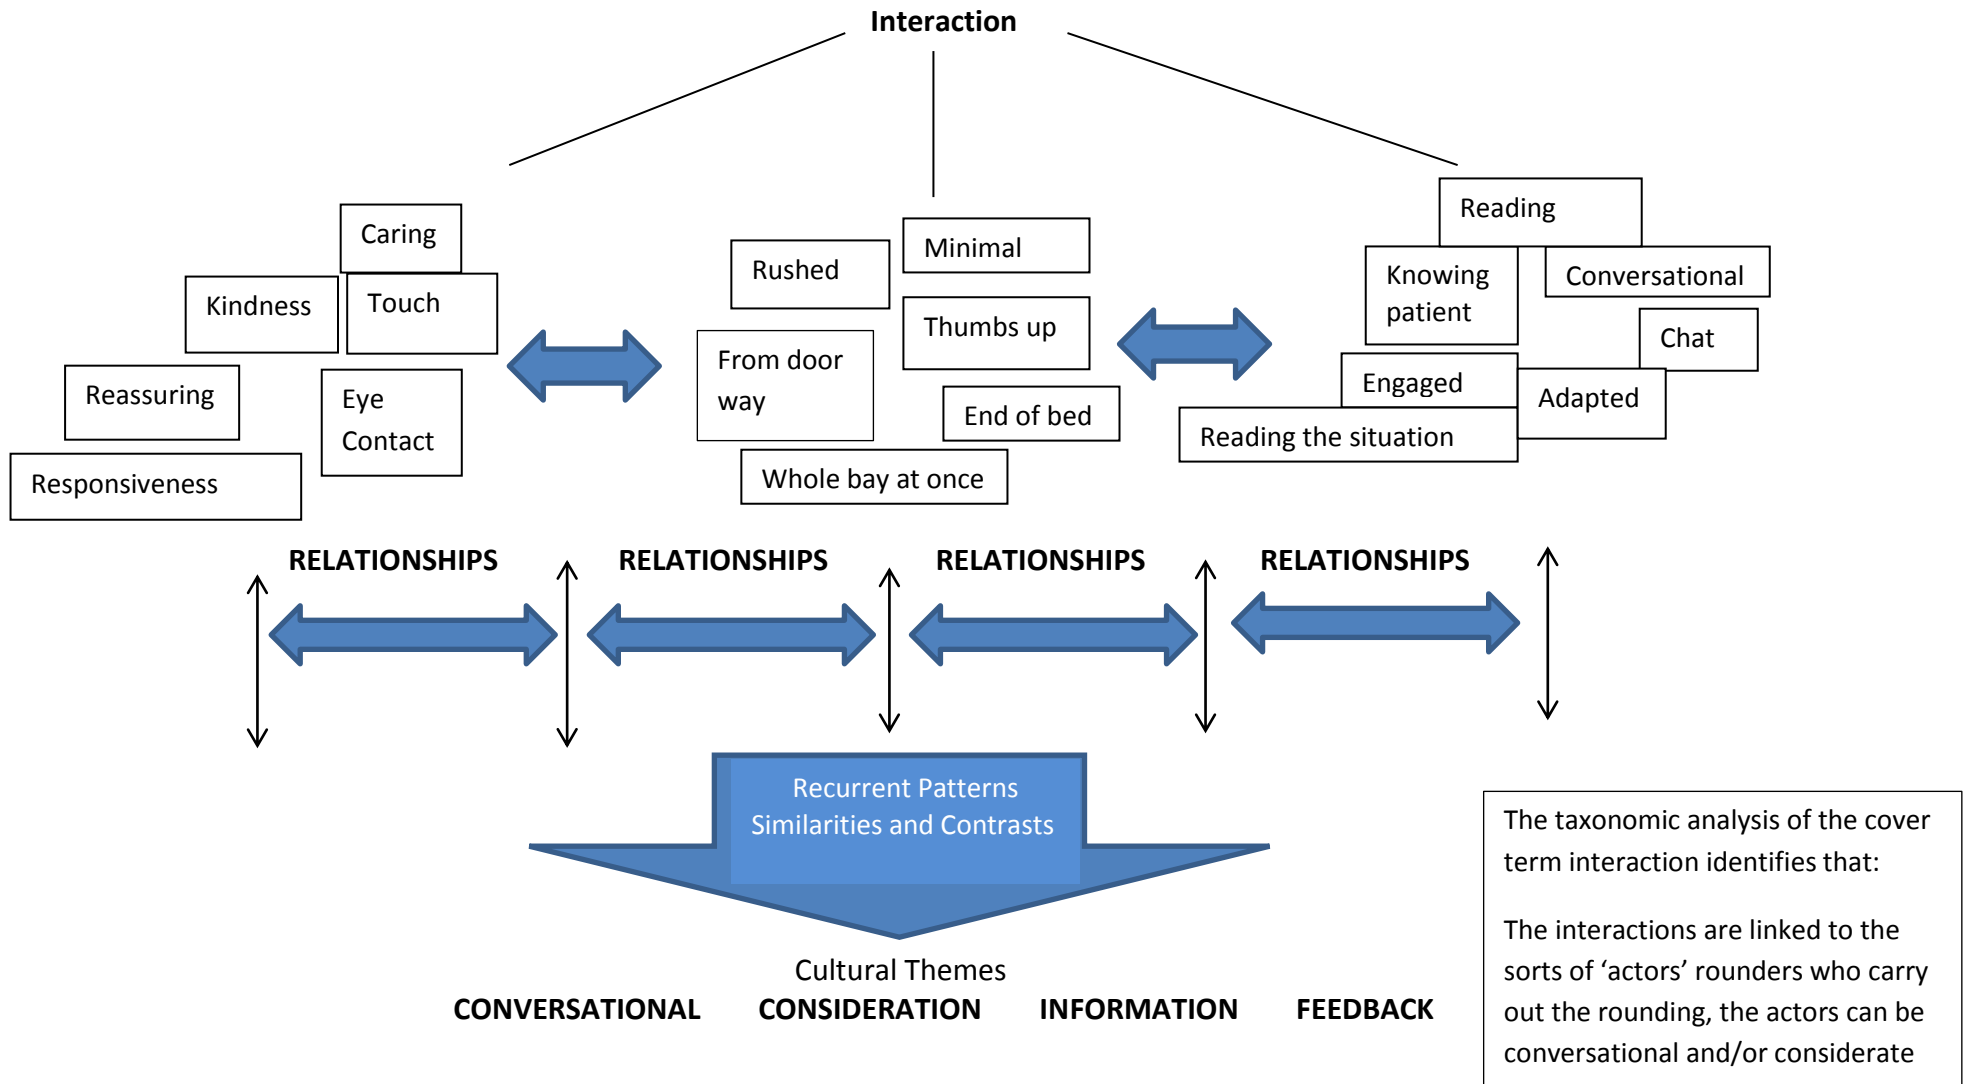 Interaction
Caring
Kindness
Touch
Reassuring
Eye
Contact
Responsiveness
Minimal
Rushed
Thumbs up
From door
way
End of bed
Whole bay at once
Reading
Knowing
patient
Conversational
Chat
Engaged
Adapted
Reading the situation
RELATIONSHIPS RELATIONSHIPS RELATIONSHIPS RELATIONSHIPS
Recurrent Patterns
Similarities and Contrasts
Cultural Themes
CONVERSATIONAL CONSIDERATION INFORMATION FEEDBACK
The taxonomic analysis of the cover
term interaction identifies that:
The interactions are linked to the
sorts of ‘actors’ rounders who carry
out the rounding, the actors can be
conversational and/or considerate